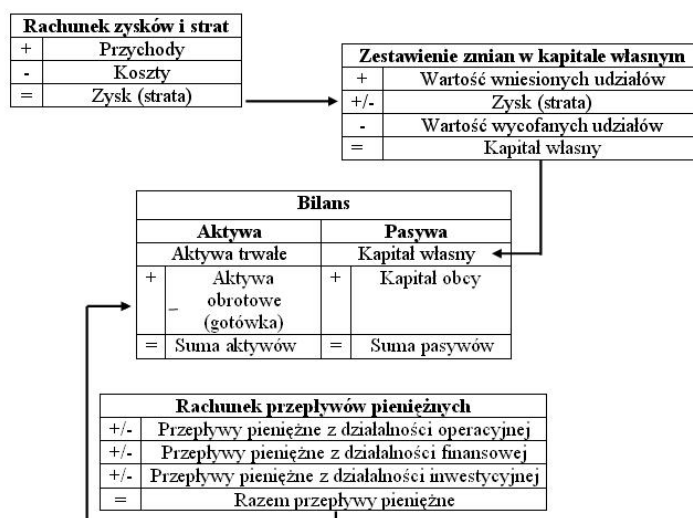 Rachunek zysków i strat
+ Przychody
- Koszty
= Zysk (strata)
Zestawienie zmian w kapitale własnym
+ Wartość wniesionych udziałów
+/- Zysk (strata)
- Wartość wycofanych udziałów
= Kapitał własny
Bilans
Aktywa Pasywa
Aktywa trwałe Kapitał własny
+ Aktywa + Kapitał obcy
_ obrotowe
(gotówka)
= Suma aktywów = Suma pasywów
Rachunek przepływów pieniężnych
+/- Przepływy pieniężne z działalności operacyjnej
+/- Przepływy pieniężne z działalności finansowej
+/- Przepływy pieniężne z działalności inwestycyjnej
= Razem przepływy pieniężne